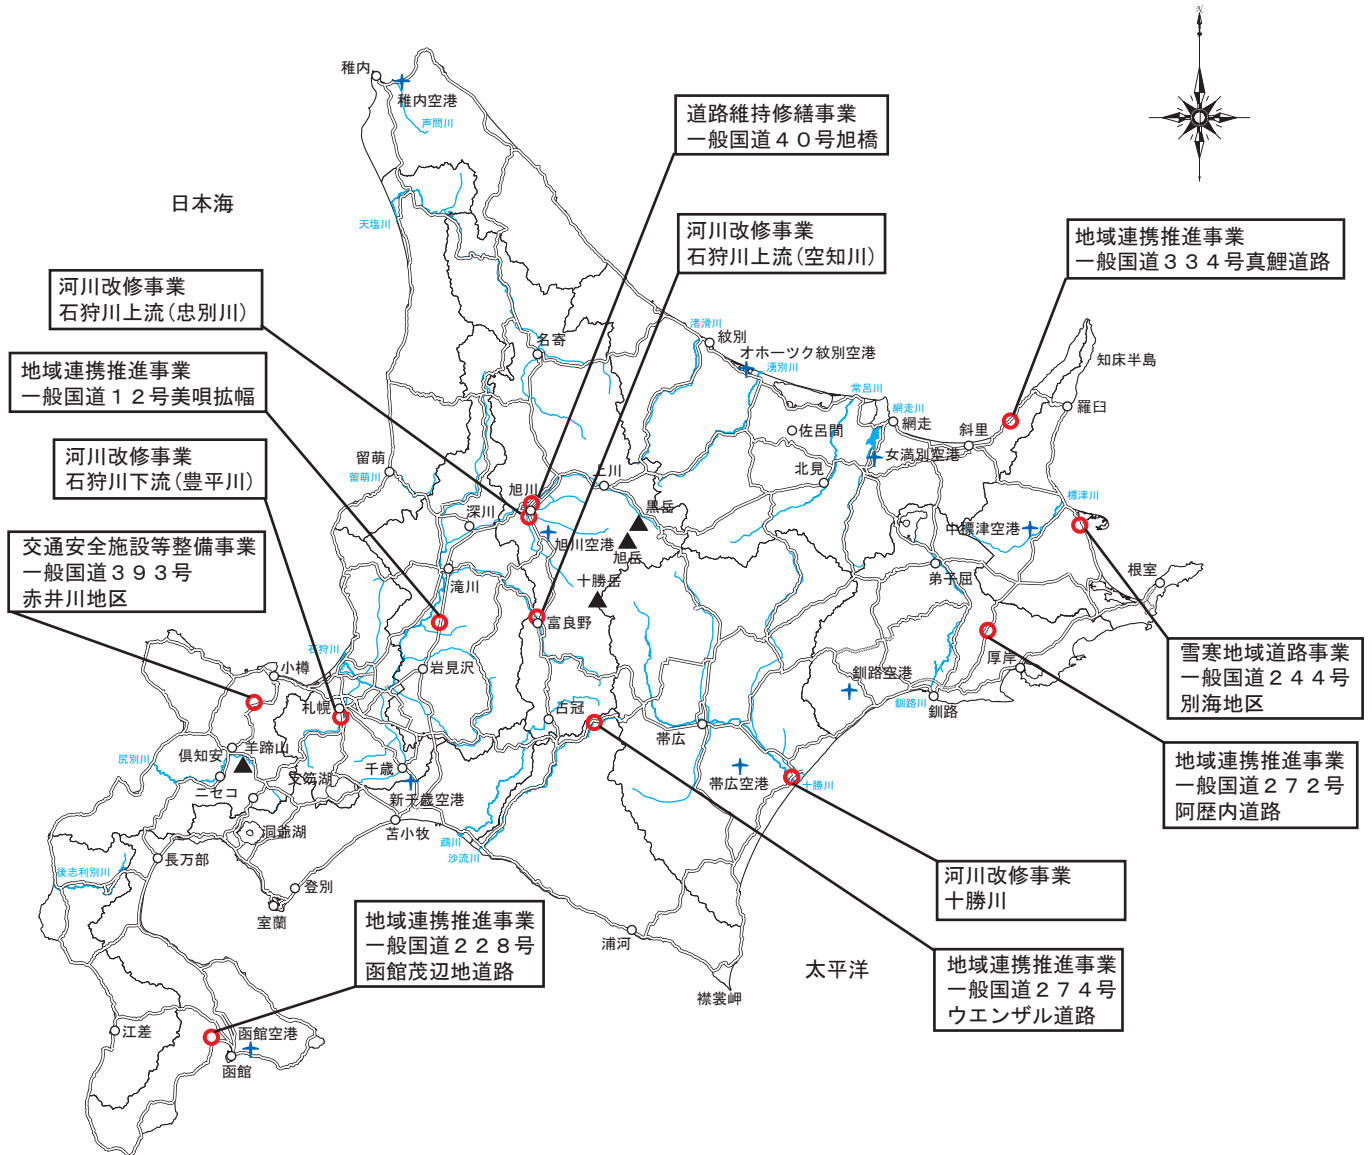 N
稚内
稚内空港
声問川
道路維持修繕事業
一般国道４０号旭橋
日本海
天塩川
河川改修事業
石狩川上流(空知川)
地域連携推進事業
一般国道３３４号真鯉道路
河川改修事業
石狩川上流(忠別川)
渚滑川
紋別
名寄
オホーツク紋別空港
湧別川
知床半島
地域連携推進事業
一般国道１２号美唄拡幅
常呂川
網走川
網走
羅臼
佐呂間
斜里
河川改修事業
石狩川下流(豊平川)
留萌
留萌川
女満別空港
北見
上川
旭川
標津川
深川
黒岳
中標津空港
旭川空港
旭岳
交通安全施設等整備事業
一般国道３９３号
赤井川地区
滝川
十勝岳
弟子屈
根室
富良野
石狩川
小樽
岩見沢
厚岸
雪寒地域道路事業
一般国道２４４号
別海地区
釧路空港
釧路川
釧路
札幌
占冠
帯広
羊蹄山
倶知安
尻別川
ニセコ
支笏湖
千歳
新千歳空港
帯広空港
十勝川
地域連携推進事業
一般国道２７２号
阿歴内道路
洞爺湖
苫小牧
鵡川
沙流川
長万部
後志利別川
登別
室蘭
河川改修事業
十勝川
地域連携推進事業
一般国道２２８号
函館茂辺地道路
浦河
太平洋
襟裳岬
地域連携推進事業
一般国道２７４号
ウエンザル道路
江差
函館空港
函館